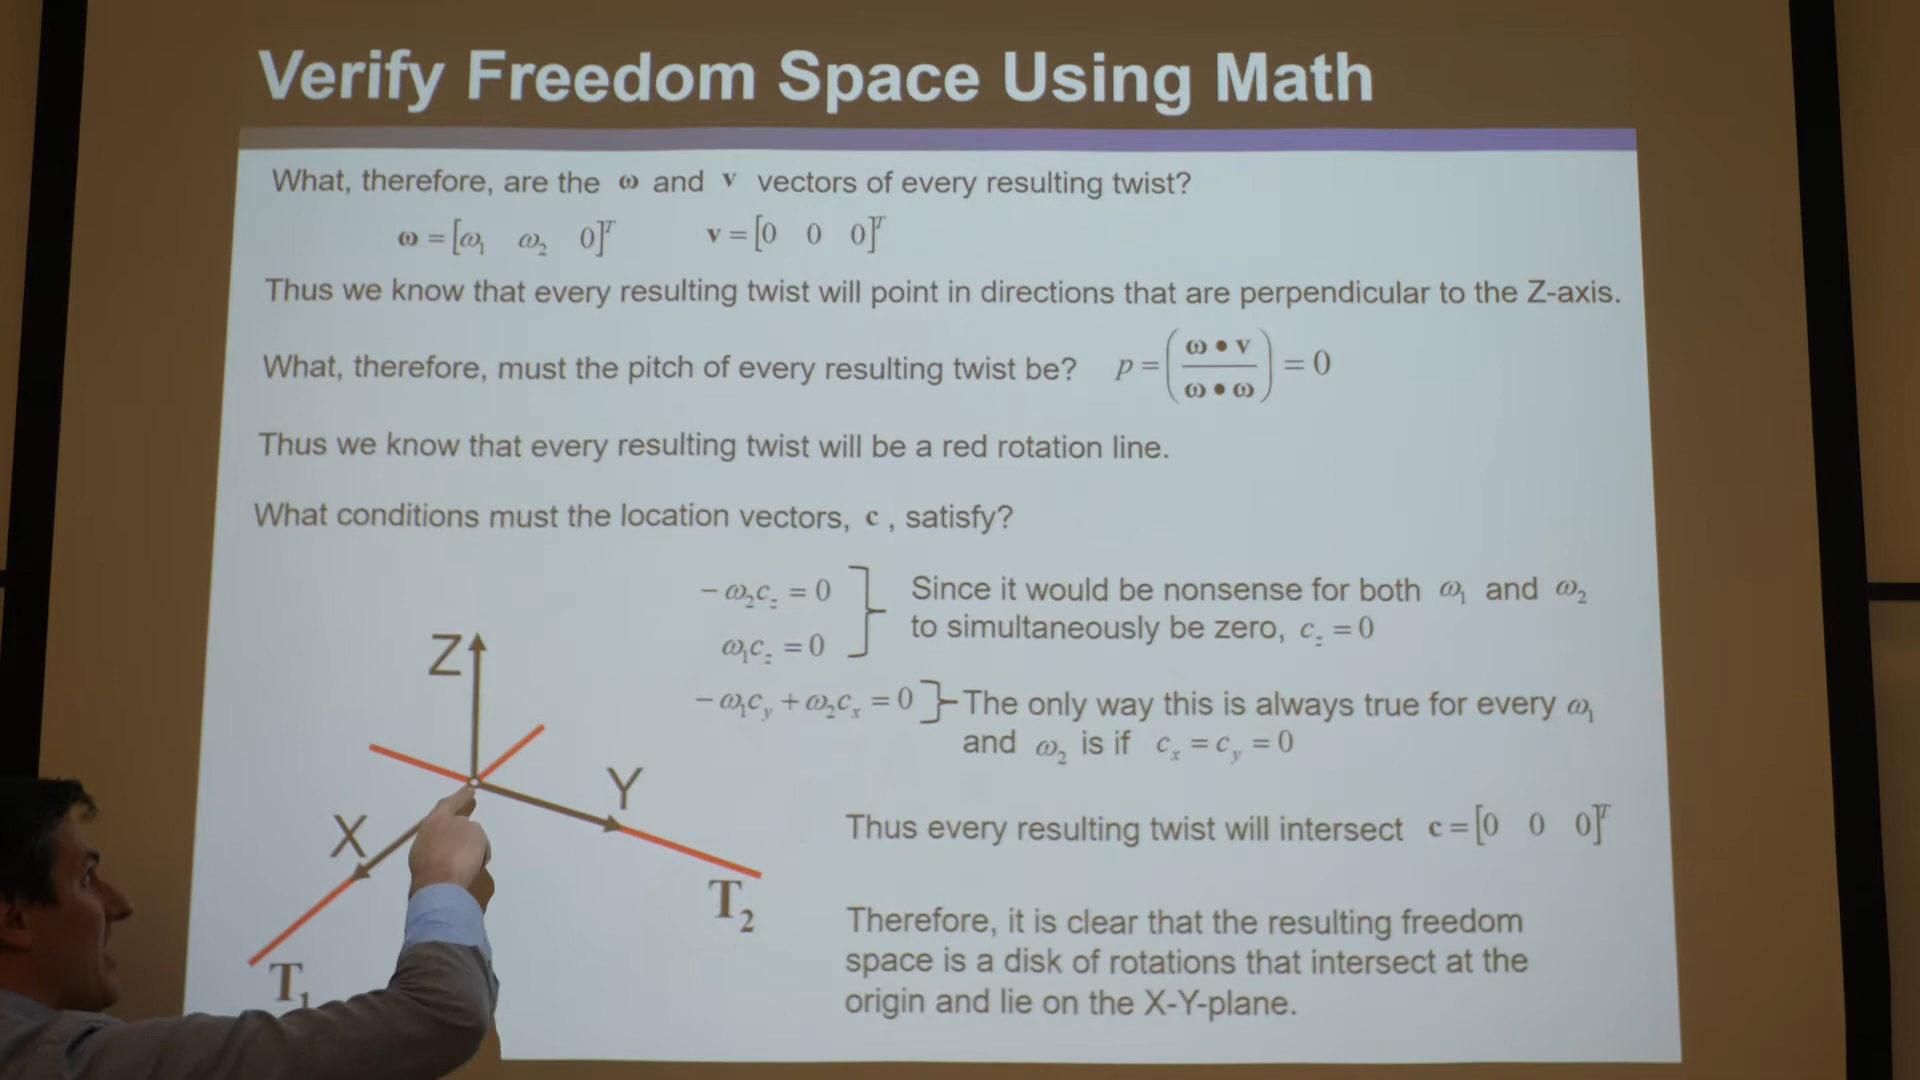 Verify Freedom Space Using Math
What, therefore, are the ω and v vectors of every resulting twist?
ω = [ω₁ ω₂ 0]ᵀ v = [0 0 0]ᵀ
Thus we know that every resulting twist will point in directions that are perpendicular to the Z-axis.
What, therefore, must the pitch of every resulting twist be? p = (ω • v / ω • ω) = 0
Thus we know that every resulting twist will be a red rotation line.
What conditions must the location vectors, c , satisfy?
−ω₂c_z = 0
ω₁c_z = 0
Since it would be nonsense for both ω₁ and ω₂
to simultaneously be zero, c_z = 0
−ω₁c_y + ω₂c_x = 0
The only way this is always true for every ω₁
and ω₂ is if c_x = c_y = 0
Z
Y
X
T₂
T₁
Thus every resulting twist will intersect c = [0 0 0]ᵀ
Therefore, it is clear that the resulting freedom
space is a disk of rotations that intersect at the
origin and lie on the X-Y-plane.